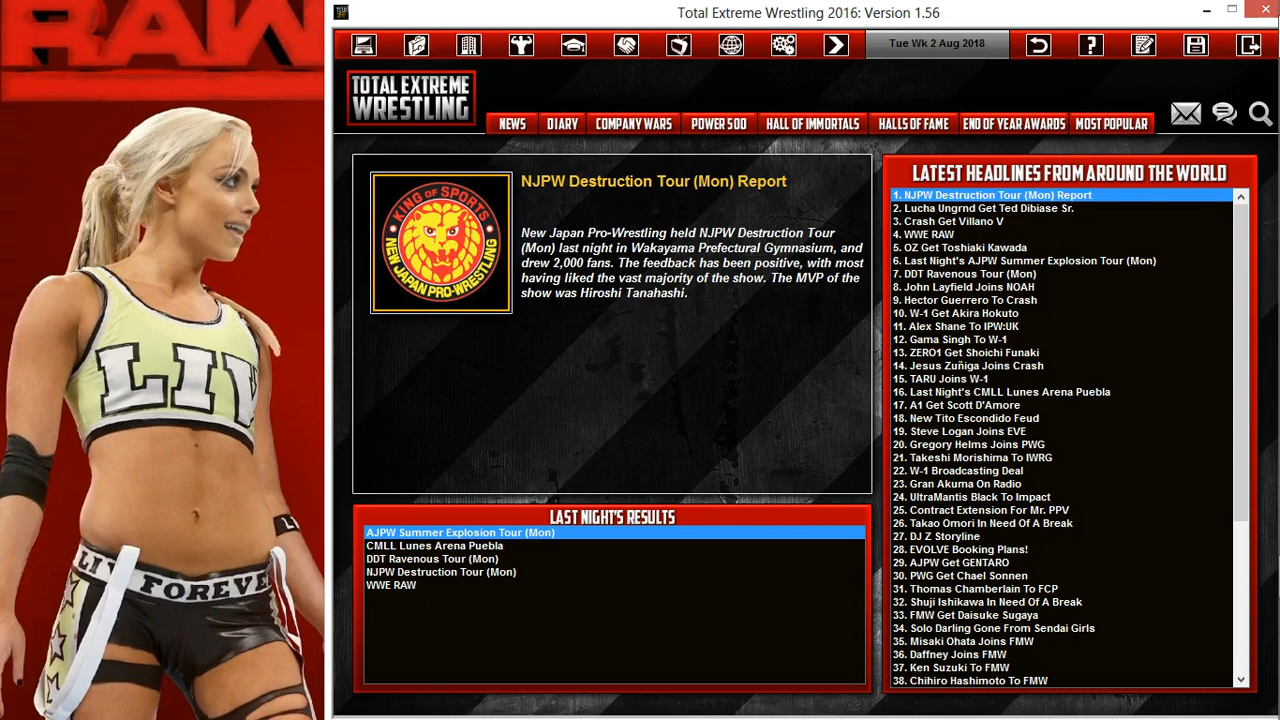 RAW
LIV
LIV FOREVE
L
Total Extreme Wrestling 2016: Version 1.56
Tue Wk 2 Aug 2018
TOTAL EXTREME
WRESTLING
NEWS DIARY COMPANY WARS POWER 500 HALL OF IMMORTALS HALLS OF FAME END OF YEAR AWARDS MOST POPULAR
KING OF SPORTS
NEW JAPAN PRO-WRESTLING
NJPW Destruction Tour (Mon) Report
New Japan Pro-Wrestling held NJPW Destruction Tour
(Mon) last night in Wakayama Prefectural Gymnasium, and
drew 2,000 fans. The feedback has been positive, with most
having liked the vast majority of the show. The MVP of the
show was Hiroshi Tanahashi.
LAST NIGHT'S RESULTS
AJPW Summer Explosion Tour (Mon)
CMLL Lunes Arena Puebla
DDT Ravenous Tour (Mon)
NJPW Destruction Tour (Mon)
WWE RAW
LATEST HEADLINES FROM AROUND THE WORLD
1. NJPW Destruction Tour (Mon) Report
2. Lucha Undgrnd Get Ted Dibiase Sr.
3. Crash Get Villano V
4. WWE RAW
5. OZ Get Toshiaki Kawada
6. Last Night's AJPW Summer Explosion Tour (Mon)
7. DDT Ravenous Tour (Mon)
8. John Layfield Joins NOAH
9. Hector Guerrero To Crash
10. W-1 Get Akira Hokuto
11. Alex Shane To IPW:UK
12. Gama Singh To W-1
13. ZERO1 Get Shoichi Funaki
14. Jesus Zuñiga Joins Crash
15. TARU Joins W-1
16. Last Night's CMLL Lunes Arena Puebla
17. A1 Get Scott D'Amore
18. New Tito Escondido Feud
19. Steve Logan Joins EVE
20. Gregory Helms Joins PWG
21. Takeshi Morishima To IWRG
22. W-1 Broadcasting Deal
23. Gran Akuma On Radio
24. UltraMantis Black To Impact
25. Contract Extension For Mr. PPV
26. Takao Omori In Need Of A Break
27. DJ Z Storyline
28. EVOLVE Booking Plans!
29. AJPW Get GENTARO
30. PWG Get Chael Sonnen
31. Thomas Chamberlain To FCP
32. Shuji Ishikawa In Need Of A Break
33. FMW Get Daisuke Sugaya
34. Solo Darling Gone From Sendai Girls
35. Misaki Ohata Joins FMW
36. Daffney Joins FMW
37. Ken Suzuki To FMW
38. Chihiro Hashimoto To FMW